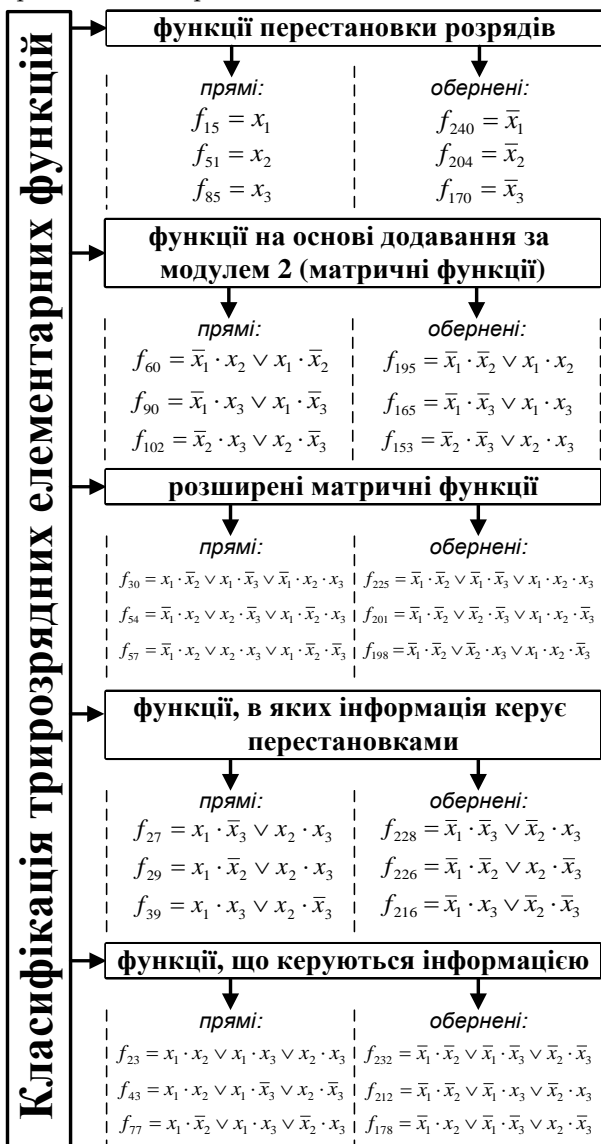 Класифікація трирозрядних елементарних функцій
функції перестановки розрядів
прямі: обернені:
f₁₅ = x₁ f₂₄₀ = x̅₁
f₅₁ = x₂ f₂₀₄ = x̅₂
f₈₅ = x₃ f₁₇₀ = x̅₃
функції на основі додавання за
модулем 2 (матричні функції)
прямі: обернені:
f₆₀ = x̅₁ · x₂ ∨ x₁ · x̅₂ f₁₉₅ = x̅₁ · x̅₂ ∨ x₁ · x₂
f₉₀ = x̅₁ · x₃ ∨ x₁ · x̅₃ f₁₆₅ = x̅₁ · x̅₃ ∨ x₁ · x₃
f₁₀₂ = x̅₂ · x₃ ∨ x₂ · x̅₃ f₁₅₃ = x̅₂ · x̅₃ ∨ x₂ · x₃
розширені матричні функції
прямі: обернені:
f₃₀ = x₁ · x̅₂ ∨ x₁ · x̅₃ ∨ x̅₁ · x₂ · x₃ f₂₂₅ = x̅₁ · x̅₂ ∨ x̅₁ · x̅₃ ∨ x₁ · x₂ · x₃
f₅₄ = x̅₁ · x₂ ∨ x₂ · x̅₃ ∨ x₁ · x̅₂ · x₃ f₂₀₁ = x̅₁ · x̅₂ ∨ x̅₂ · x̅₃ ∨ x₁ · x₂ · x̅₃
f₅₇ = x̅₁ · x₂ ∨ x₂ · x₃ ∨ x₁ · x̅₂ · x̅₃ f₁₉₈ = x̅₁ · x̅₂ ∨ x̅₂ · x₃ ∨ x₁ · x₂ · x̅₃
функції, в яких інформація керує
перестановками
прямі: обернені:
f₂₇ = x₁ · x̅₃ ∨ x₂ · x₃ f₂₂₈ = x̅₁ · x̅₃ ∨ x̅₂ · x₃
f₂₉ = x₁ · x̅₂ ∨ x₂ · x₃ f₂₂₆ = x̅₁ · x̅₂ ∨ x₂ · x̅₃
f₃₉ = x₁ · x₃ ∨ x₂ · x̅₃ f₂₁₆ = x̅₁ · x₃ ∨ x̅₂ · x̅₃
функції, що керуються інформацією
прямі: обернені:
f₂₃ = x₁ · x₂ ∨ x₁ · x₃ ∨ x₂ · x₃ f₂₃₂ = x̅₁ · x̅₂ ∨ x̅₁ · x̅₃ ∨ x̅₂ · x̅₃
f₄₃ = x₁ · x₂ ∨ x₁ · x̅₃ ∨ x₂ · x̅₃ f₂₁₂ = x̅₁ · x̅₂ ∨ x̅₁ · x₃ ∨ x̅₂ · x₃
f₇₇ = x₁ · x̅₂ ∨ x₁ · x₃ ∨ x̅₂ · x₃ f₁₇₈ = x̅₁ · x₂ ∨ x̅₁ · x̅₃ ∨ x₂ · x̅₃